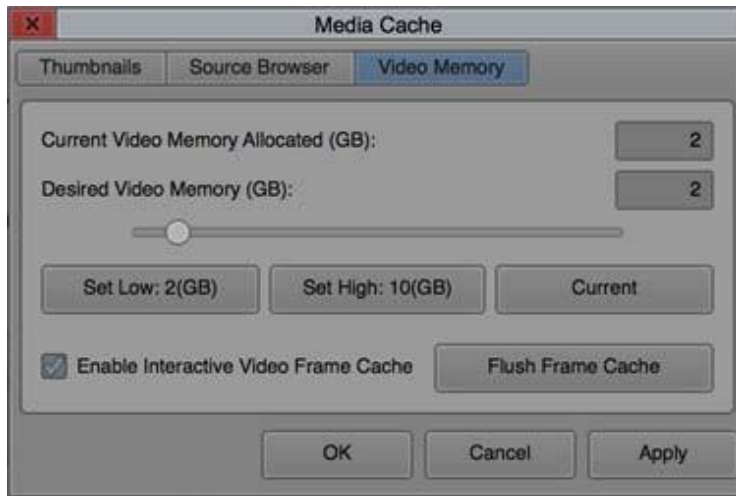 Media Cache
Thumbnails Source Browser Video Memory
Current Video Memory Allocated (GB): 2
Desired Video Memory (GB): 2
Set Low: 2(GB) Set High: 10(GB) Current
Enable Interactive Video Frame Cache Flush Frame Cache
OK Cancel Apply